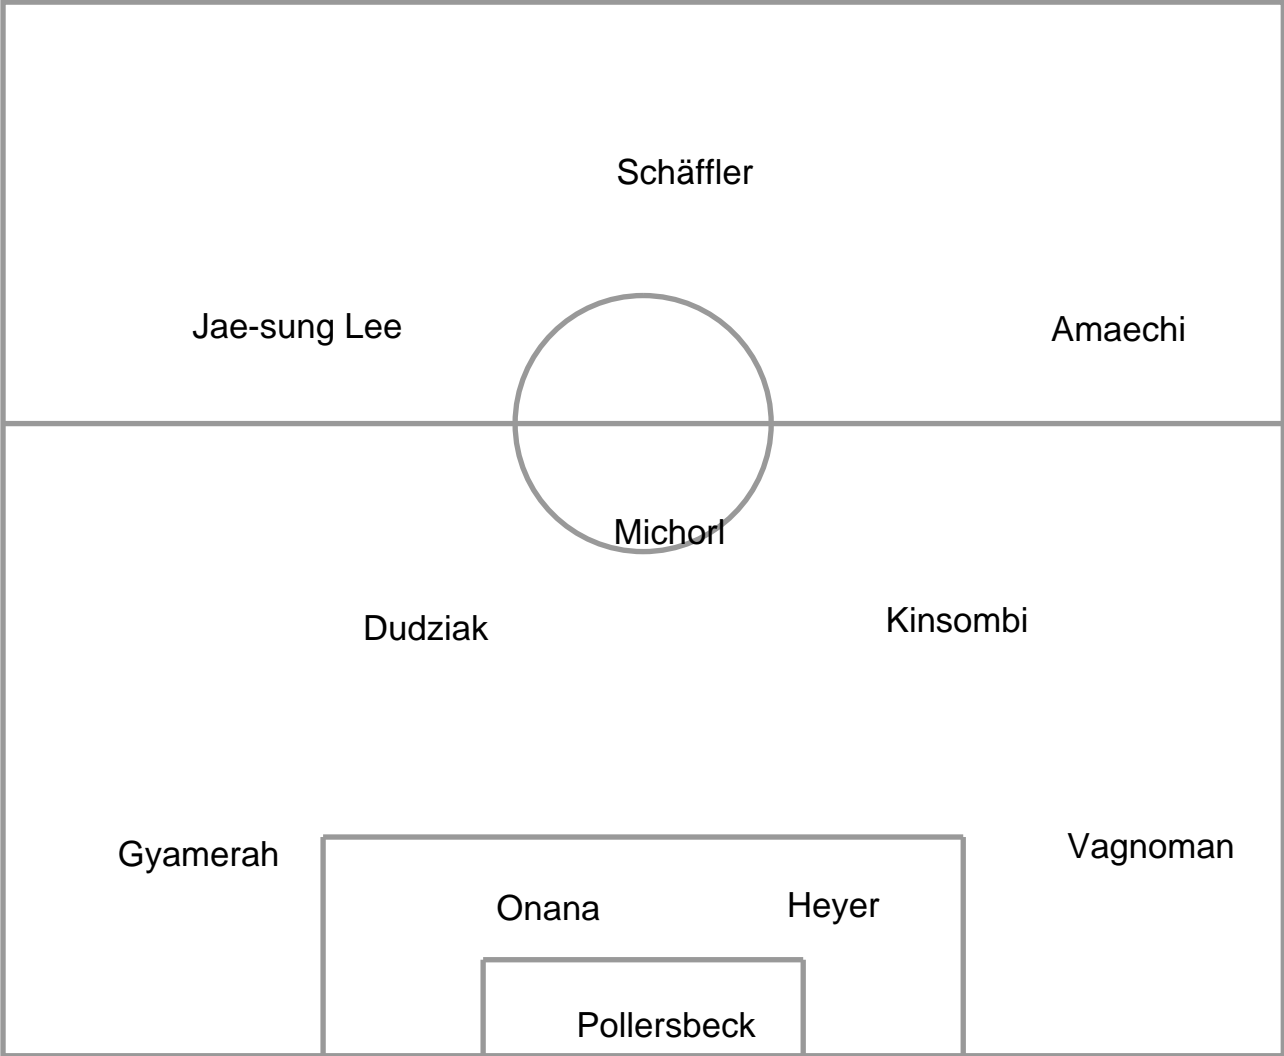 Schäffler
Jae-sung Lee
Amaechi
Michorl
Dudziak
Kinsombi
Gyamerah
Vagnoman
Onana
Heyer
Pollersbeck